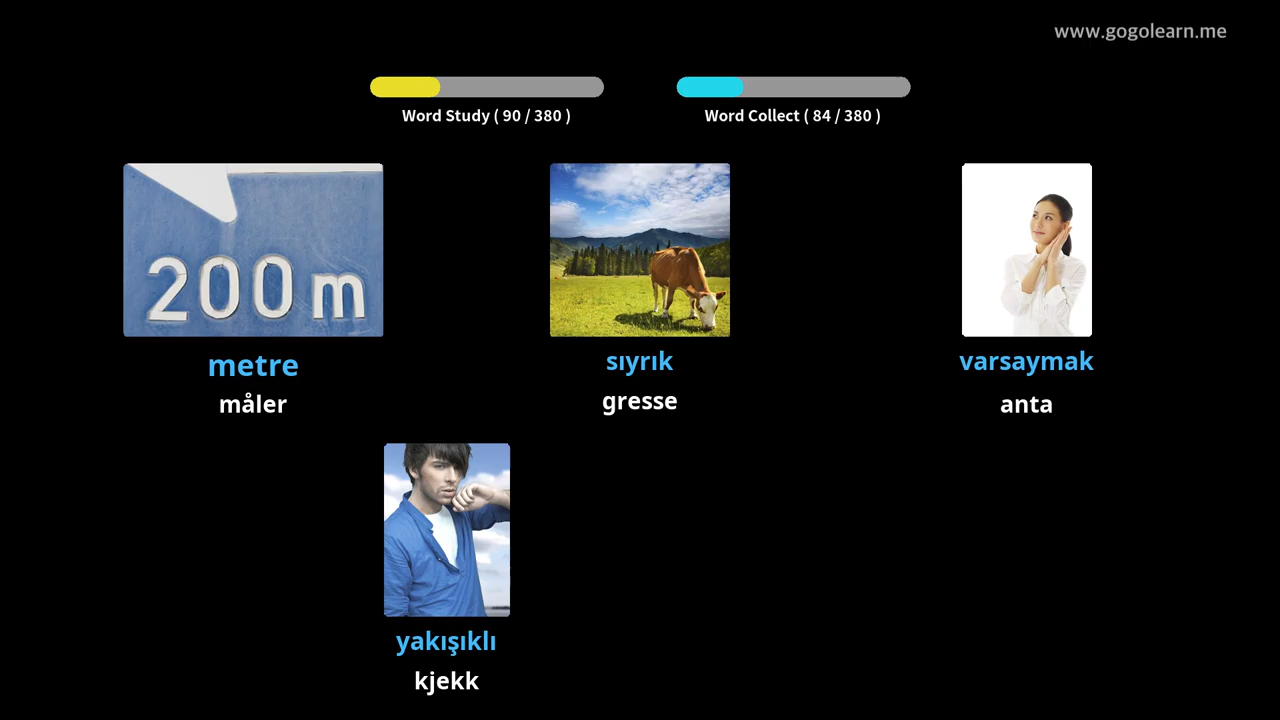 www.gogolearn.me
Word Study ( 90 / 380 )
Word Collect ( 84 / 380 )
200 m
metre
måler
sıyrık
gresse
varsaymak
anta
yakışıklı
kjekk